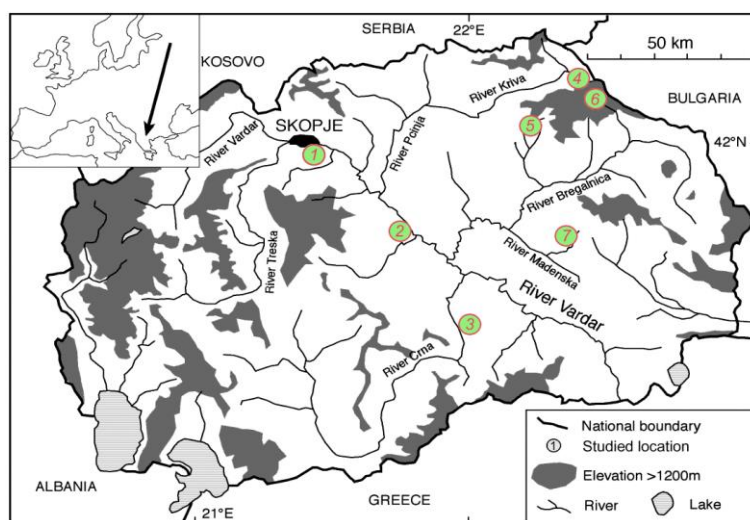 SERBIA
22°E
50 km
KOSOVO
River Kriva
4
6
BULGARIA
SKOPJE
River Vardar
River Pcinja
5
42°N
1
River Bregalnica
River Treska
2
7
River Madenska
River Vardar
3
River Crna
National boundary
1 Studied location
Elevation >1200m
River
Lake
ALBANIA
21°E
GREECE